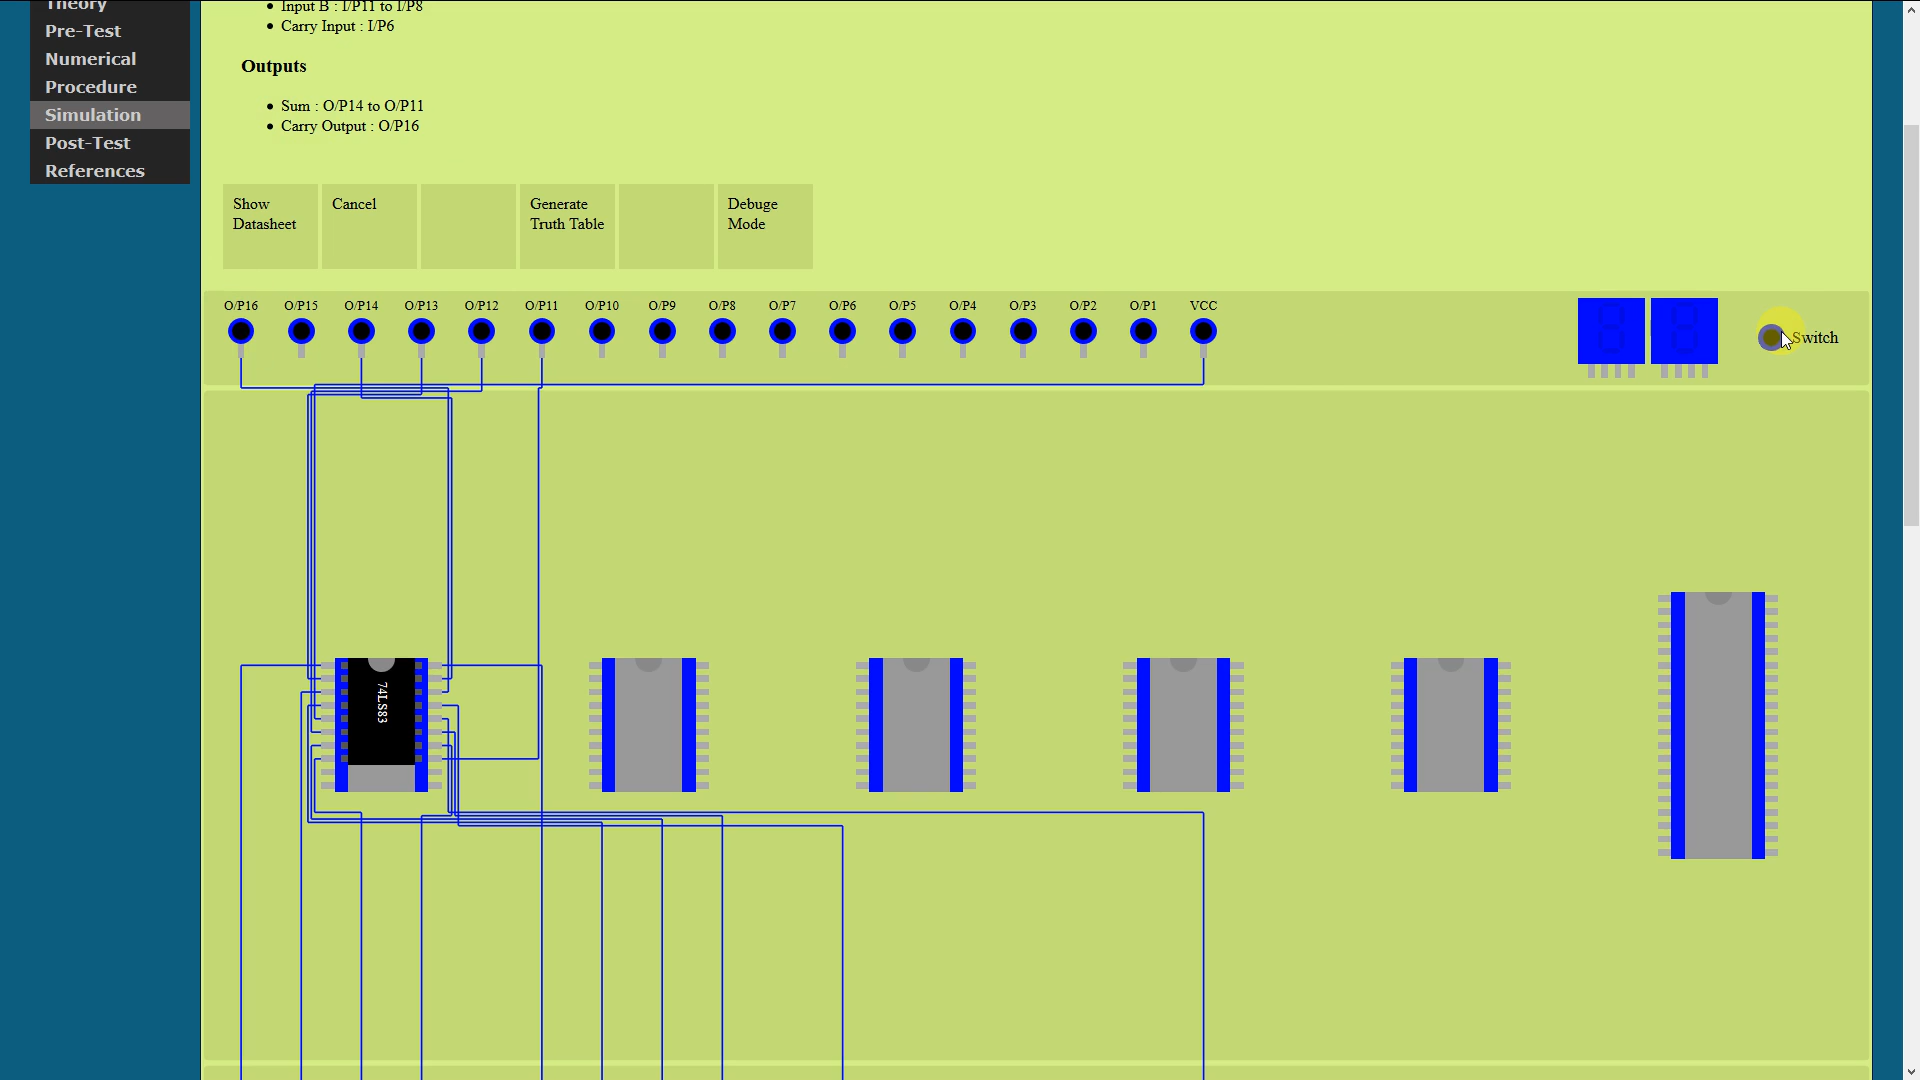 Theory
Pre-Test
Numerical
Procedure
Simulation
Post-Test
References
Input B : I/P11 to I/P8
Carry Input : I/P6
Outputs
Sum : O/P14 to O/P11
Carry Output : O/P16
Show
Datasheet
Cancel
Generate
Truth Table
Debuge
Mode
O/P16 O/P15 O/P14 O/P13 O/P12 O/P11 O/P10 O/P9 O/P8 O/P7 O/P6 O/P5 O/P4 O/P3 O/P2 O/P1 VCC
Switch
74LS83